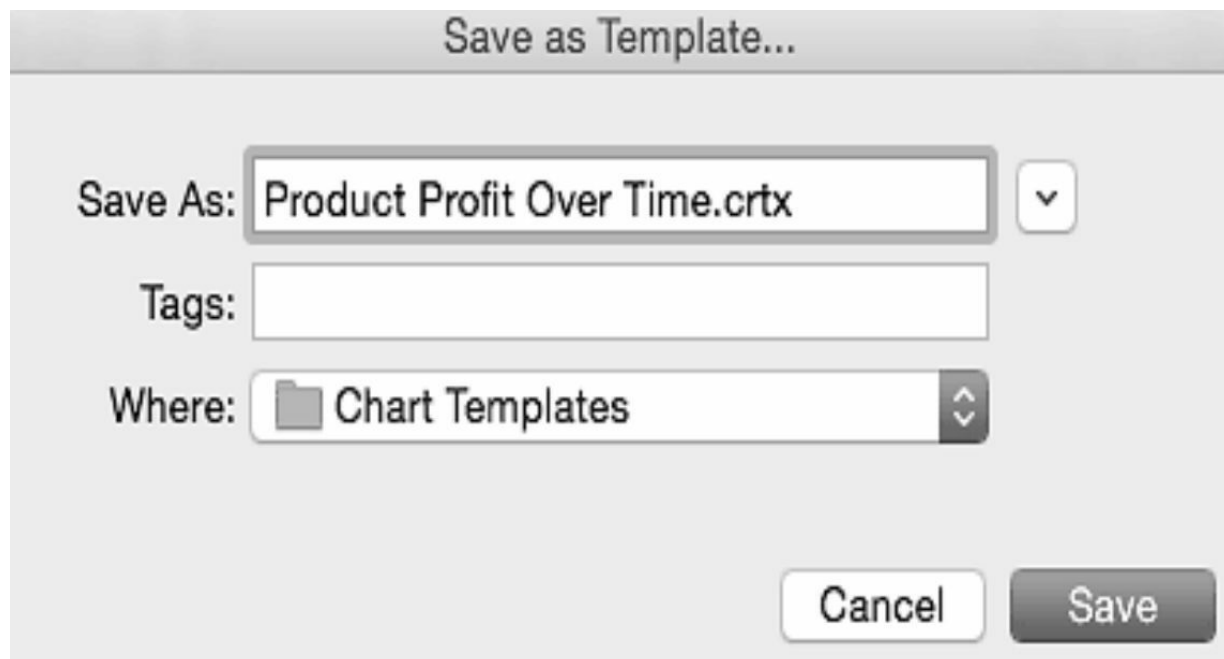 Save as Template...
Save As: Product Profit Over Time.crtx
Tags:
Where: Chart Templates
Cancel Save